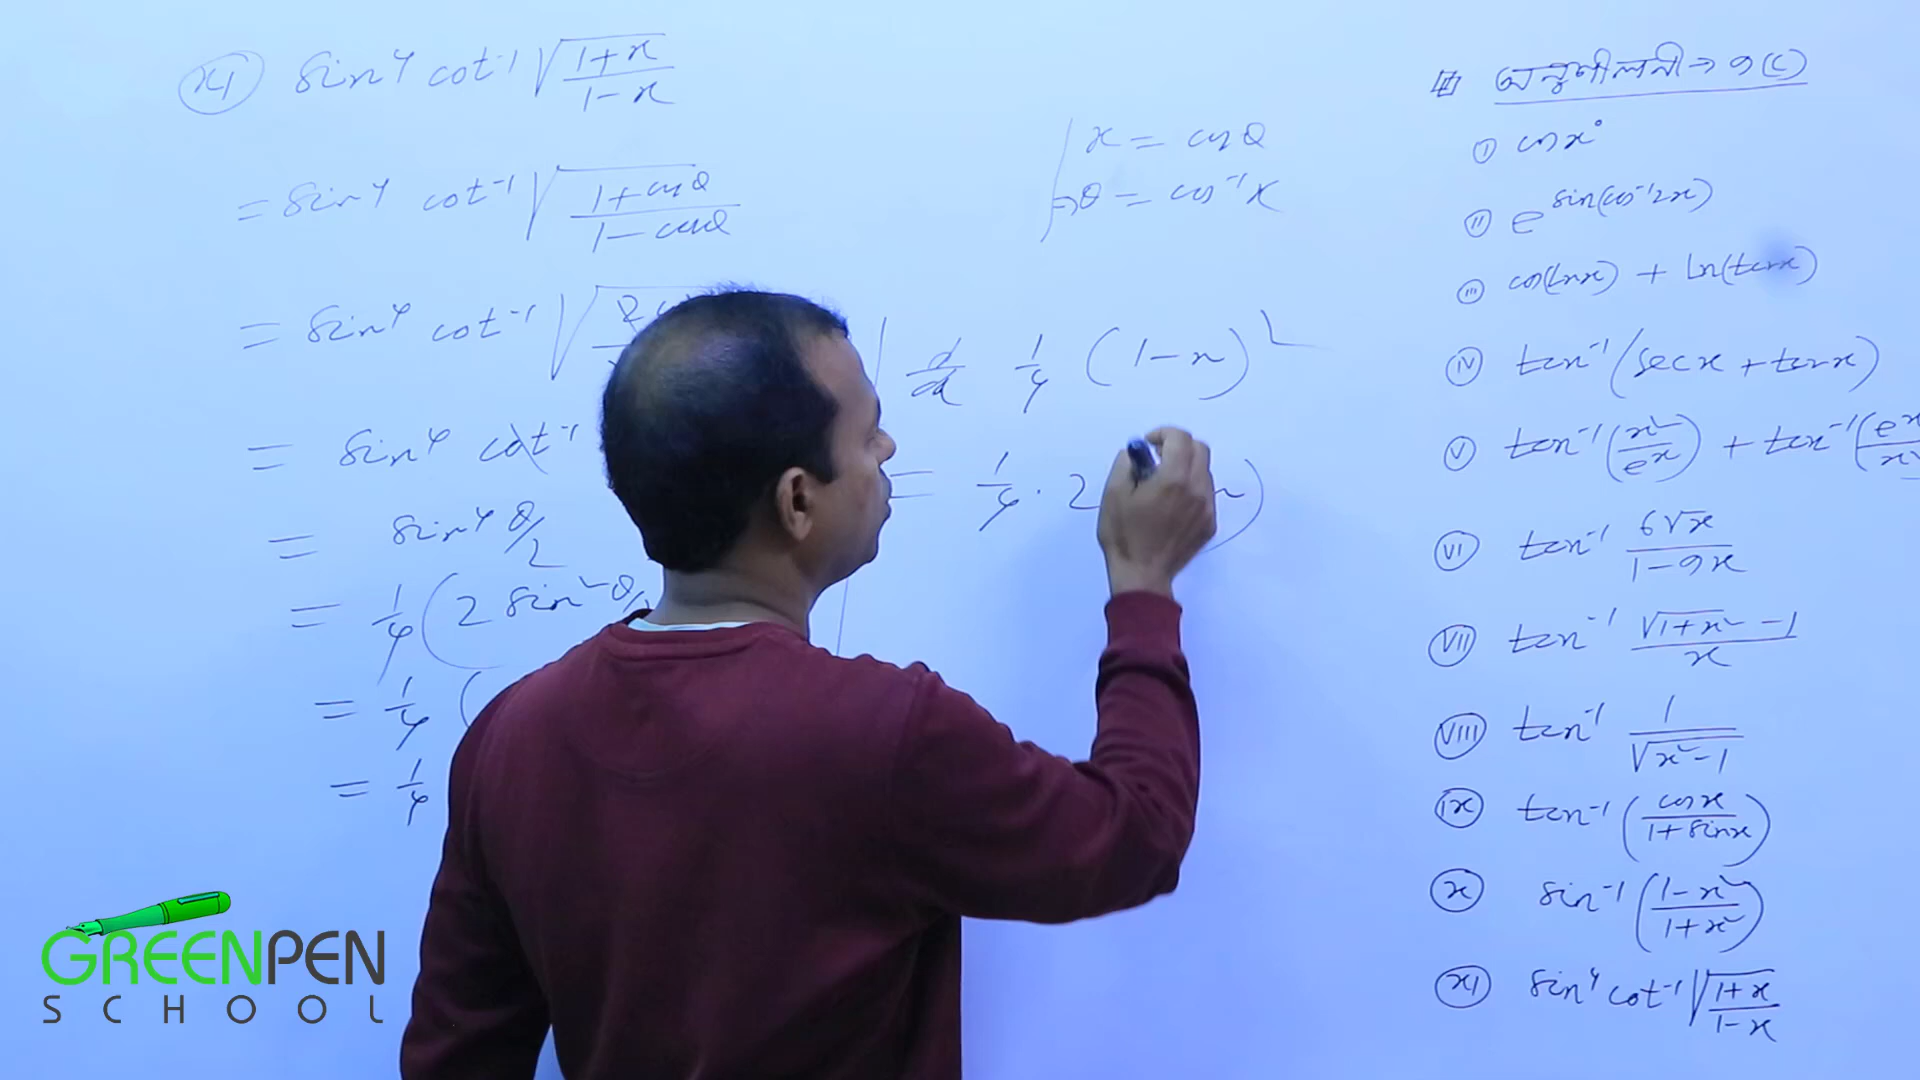 (xi) sin⁴ cot⁻¹ √(1+x / 1-x)
= sin⁴ cot⁻¹ √(1+cosθ / 1-cosθ)
= sin⁴ cot⁻¹ √2
= sin⁴ cot⁻¹
= sin⁴ θ/2
= 1/4 (2 sin² θ/
= 1/4 (
= 1/4
x = cosθ
⇒θ = cos⁻¹x
d/dx 1/4 (1-x)²
= 1/4 . 2 )
অনুশীলনী → ৯(C)
(i) cosx°
(ii) e^sin(cos⁻¹2x)
(iii) cos(lnx) + ln(tanx)
(iv) tan⁻¹(secx + tanx)
(v) tan⁻¹(x²/eˣ) + tan⁻¹(eˣ/x²
(vi) tan⁻¹ 6√x / 1-9x
(vii) tan⁻¹ √1+x² -1 / x
(viii) tan⁻¹ 1 / √x²-1
(ix) tan⁻¹ (cosx / 1+sinx)
(x) sin⁻¹ (1-x² / 1+x²)
(xi) sin⁴ cot⁻¹ √(1+x / 1-x)
GREENPEN
SCHOOL